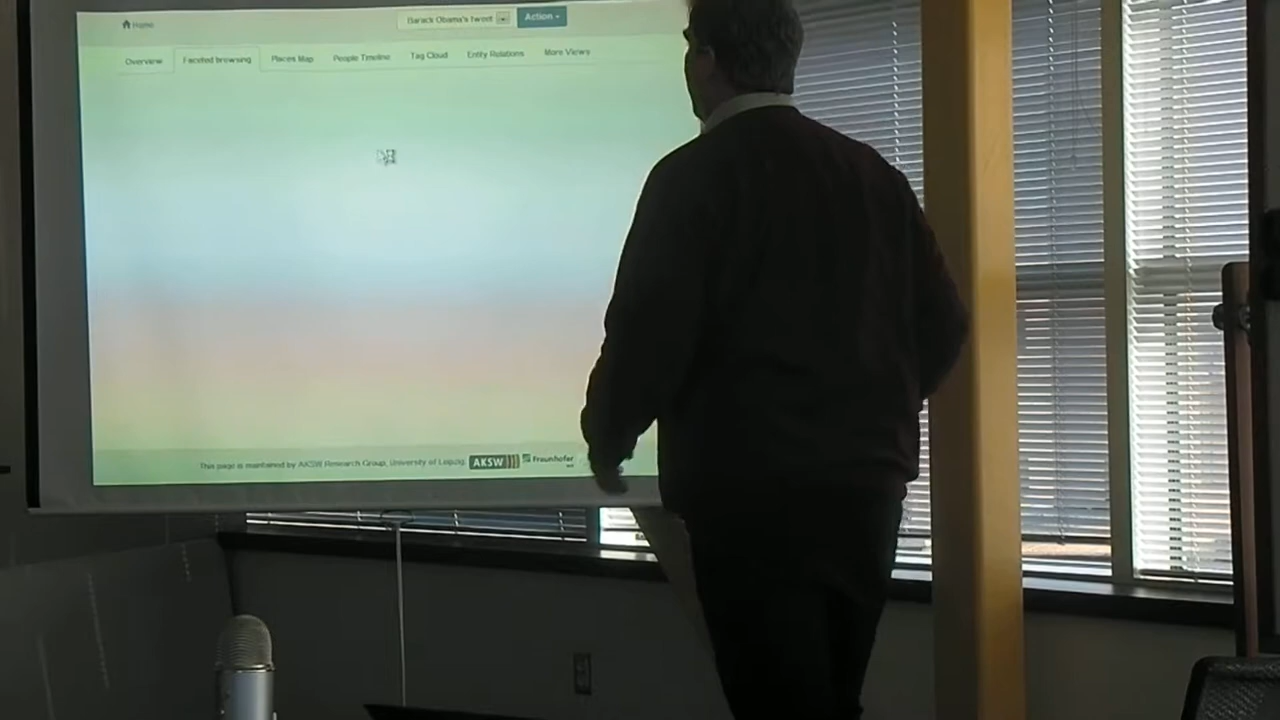 Home
Barack Obama's tweet
Action
Overview
Faceted browsing
Places Map
People Timeline
Tag Cloud
Entity Relations
More Views
This page is maintained by AKSW Research Group, University of Leipzig.
AKSW
Fraunhofer